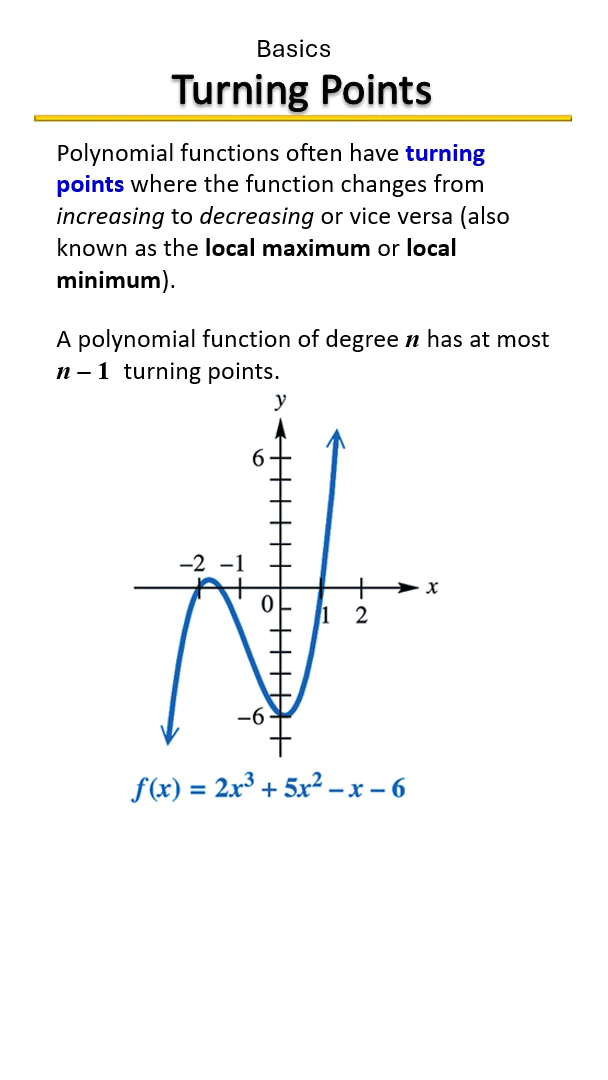 Basics
Turning Points
Polynomial functions often have turning
points where the function changes from
increasing to decreasing or vice versa (also
known as the local maximum or local
minimum).
A polynomial function of degree n has at most
n – 1 turning points.
y
6
–2 –1
x
0
1 2
–6
f(x) = 2x³ + 5x² – x – 6